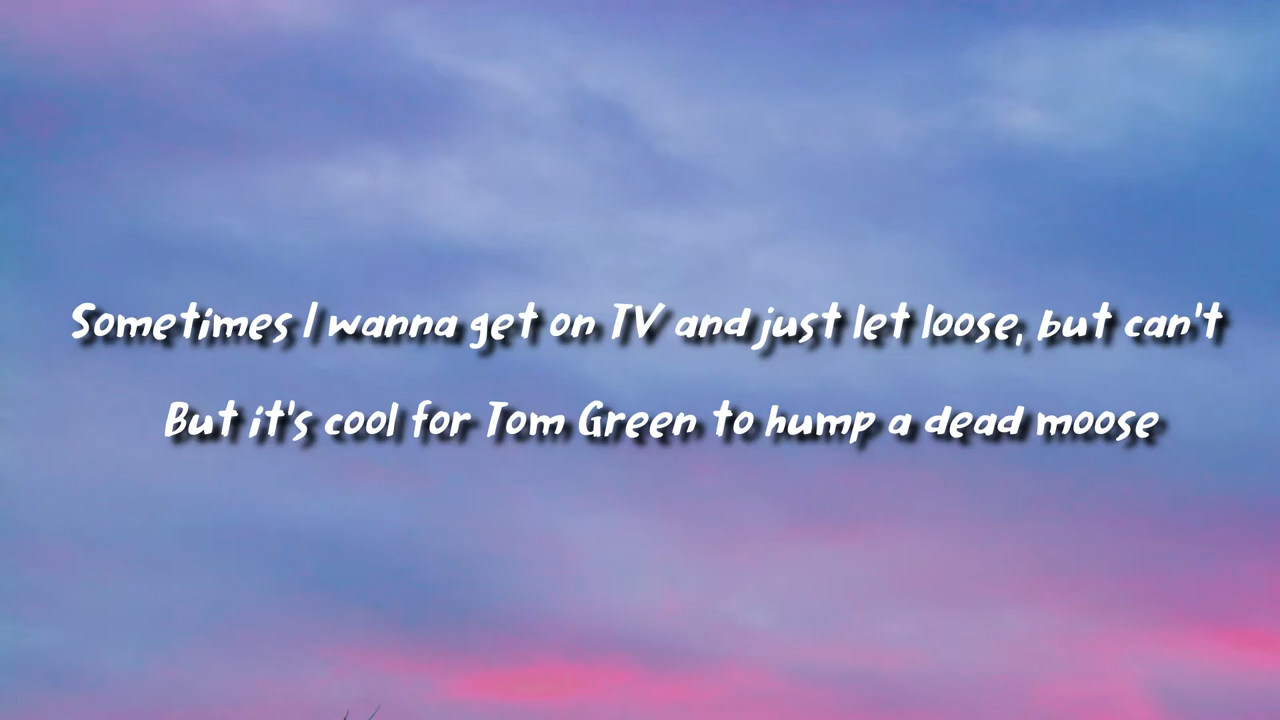 Sometimes I wanna get on TV and just let loose, but can't
But it's cool for Tom Green to hump a dead moose